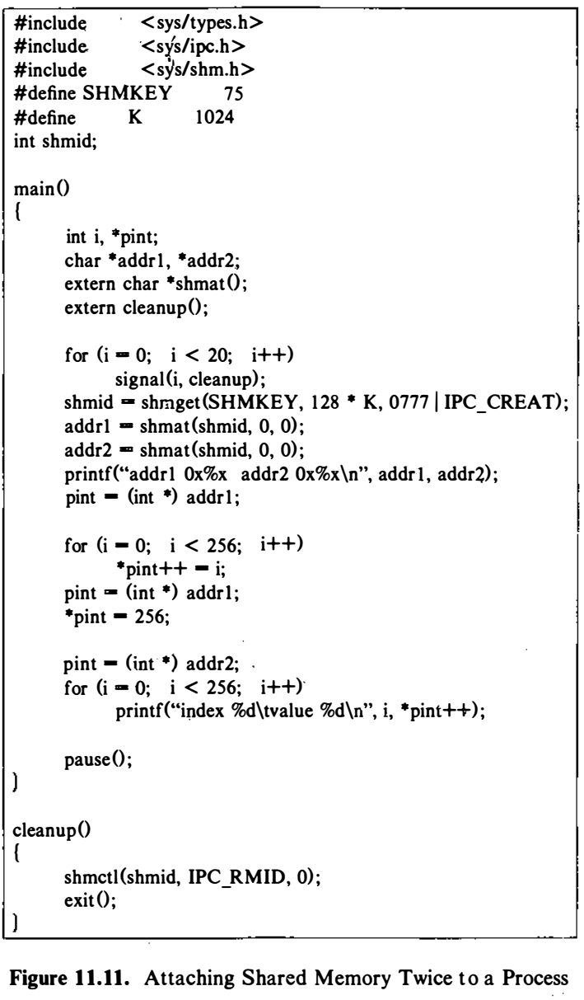 #include <sys/types.h>
#include <sys/ipc.h>
#include <sys/shm.h>
#define SHMKEY 75
#define K 1024
int shmid;
main()
{
int i, *pint;
char *addr1, *addr2;
extern char *shmat();
extern cleanup();
for (i = 0; i < 20; i++)
signal(i, cleanup);
shmid = shmget(SHMKEY, 128 * K, 0777 | IPC_CREAT);
addr1 = shmat(shmid, 0, 0);
addr2 = shmat(shmid, 0, 0);
printf("addr1 0x%x addr2 0x%x\n", addr1, addr2);
pint = (int *) addr1;
for (i = 0; i < 256; i++)
*pint++ = i;
pint = (int *) addr1;
*pint = 256;
pint = (int *) addr2;
for (i = 0; i < 256; i++)
printf("index %d\tvalue %d\n", i, *pint++);
pause();
}
cleanup()
{
shmctl(shmid, IPC_RMID, 0);
exit();
}
Figure 11.11. Attaching Shared Memory Twice to a Process